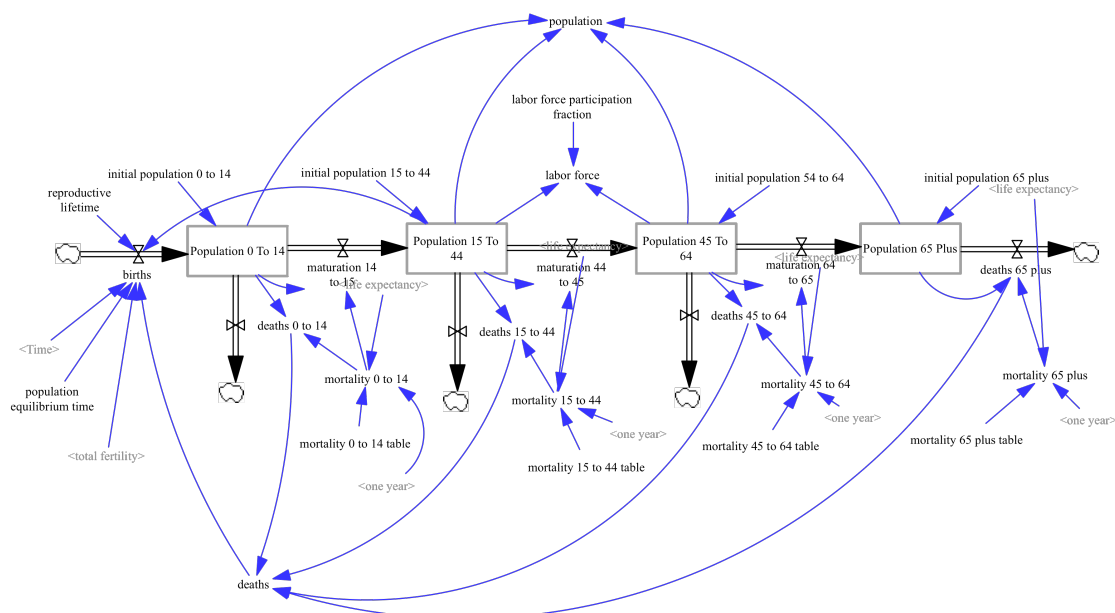 population
labor force participation
fraction
initial population 0 to 14
initial population 15 to 44
labor force
initial population 54 to 64
initial population 65 plus
<life expectancy>
reproductive
lifetime
Population 0 To 14
Population 15 To
44
<life expectancy>
Population 45 To
64
<life expectancy>
Population 65 Plus
births
maturation 14
to 15
<life expectancy>
maturation 44
to 45
maturation 64
to 65
deaths 65 plus
deaths 0 to 14
deaths 15 to 44
deaths 45 to 64
<Time>
population
equilibrium time
mortality 0 to 14
mortality 15 to 44
mortality 45 to 64
mortality 65 plus
<one year>
<one year>
<one year>
mortality 0 to 14 table
mortality 45 to 64 table
mortality 65 plus table
<total fertility>
mortality 15 to 44 table
<one year>
deaths